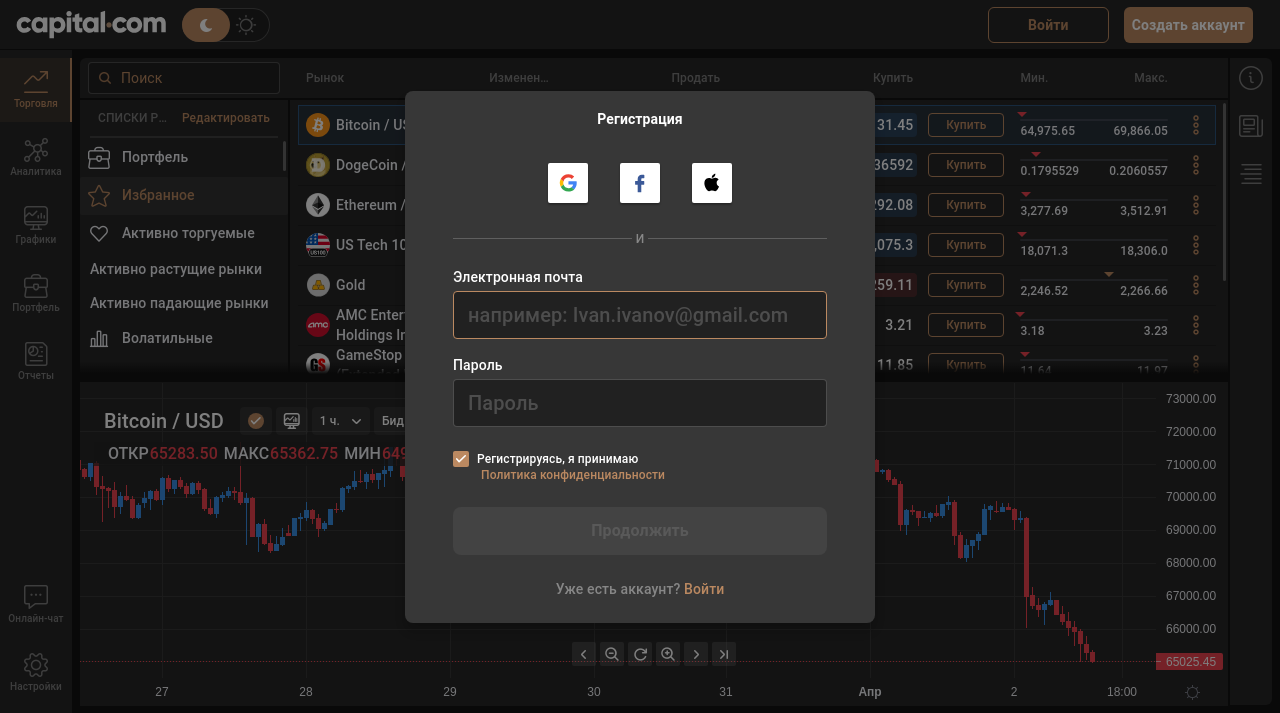 capital.com
Войти
Создать аккаунт
Торговля
Аналитика
Графики
Портфель
Отчеты
Онлайн-чат
Настройки
Поиск
СПИСКИ Р...
Редактировать
Портфель
Избранное
Активно торгуемые
Активно растущие рынки
Активно падающие рынки
Волатильные
Рынок
Изменен...
Продать
Купить
Мин.
Макс.
Bitcoin / US
31.45
Купить
64,975.65
69,866.05
DogeCoin /
36592
Купить
0.1795529
0.2060557
Ethereum /
292.08
Купить
3,277.69
3,512.91
US Tech 10
,075.3
Купить
18,071.3
18,306.0
Gold
259.11
Купить
2,246.52
2,266.66
AMC Enter
Holdings In
3.21
Купить
3.18
3.23
GameStop
11.85
Купить
11.64
11.97
Регистрация
И
Электронная почта
например: Ivan.ivanov@gmail.com
Пароль
Пароль
Регистрируясь, я принимаю
Политика конфиденциальности
Продолжить
Уже есть аккаунт? Войти
Bitcoin / USD
1 ч.
Бид
ОТКР65283.50 МАКС65362.75 МИН649
73000.00
72000.00
71000.00
70000.00
69000.00
68000.00
67000.00
66000.00
65025.45
27
28
29
30
31
Апр
2
18:00